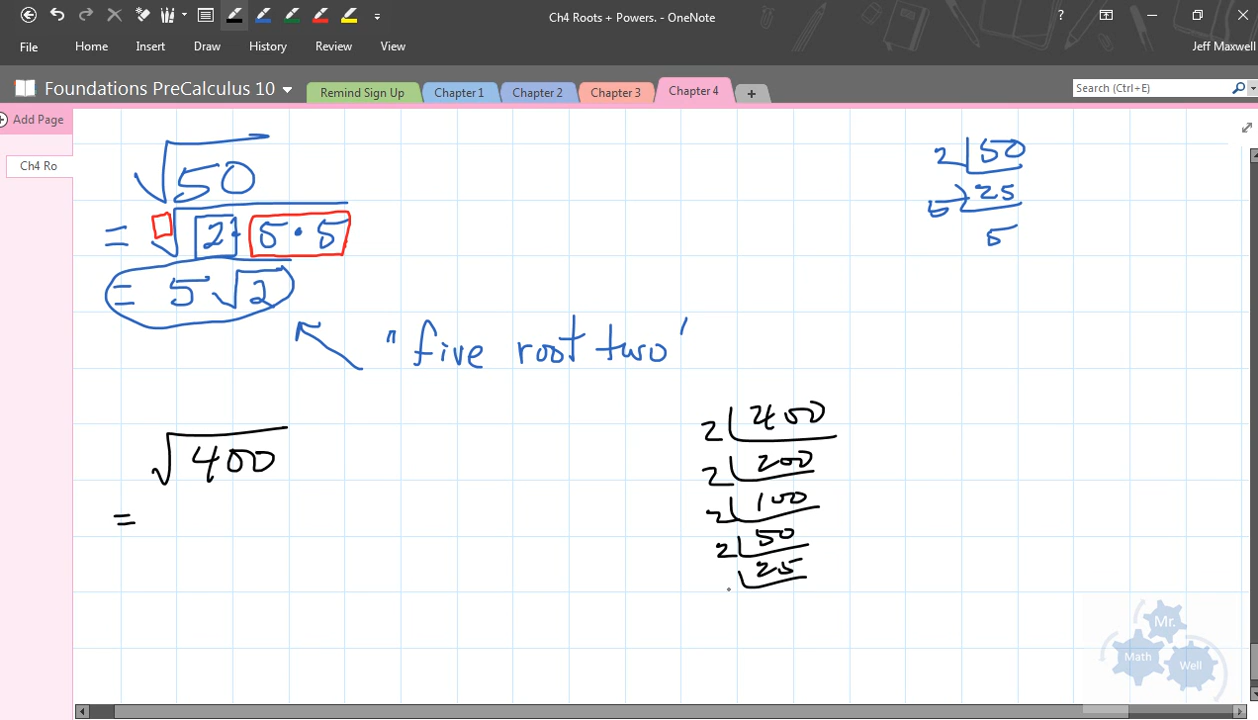 Ch4 Roots + Powers. - OneNote
?
File
Home
Insert
Draw
History
Review
View
Jeff Maxwell
Foundations PreCalculus 10
Remind Sign Up
Chapter 1
Chapter 2
Chapter 3
Chapter 4
+
Search (Ctrl+E)
Add Page
Ch4 Ro
√50
= √2 · 5 · 5
= 5√2
"five root two"
2 50
5 25
5
√400
=
2 400
2 200
2 100
2 50
25
Mr.
Math
Well